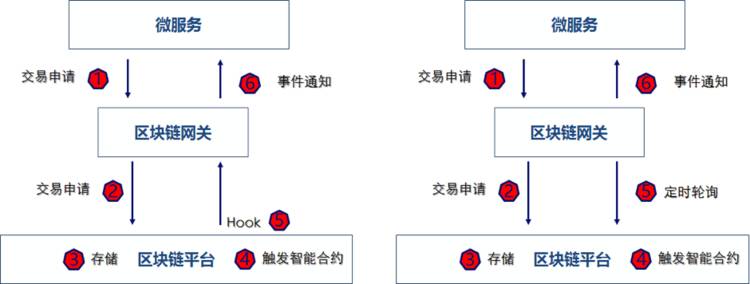 微服务
交易申请 1
6 事件通知
区块链网关
交易申请 2
Hook 5
3 存储 区块链平台 4 触发智能合约
微服务
交易申请 1
6 事件通知
区块链网关
交易申请 2
5 定时轮询
3 存储 区块链平台 4 触发智能合约